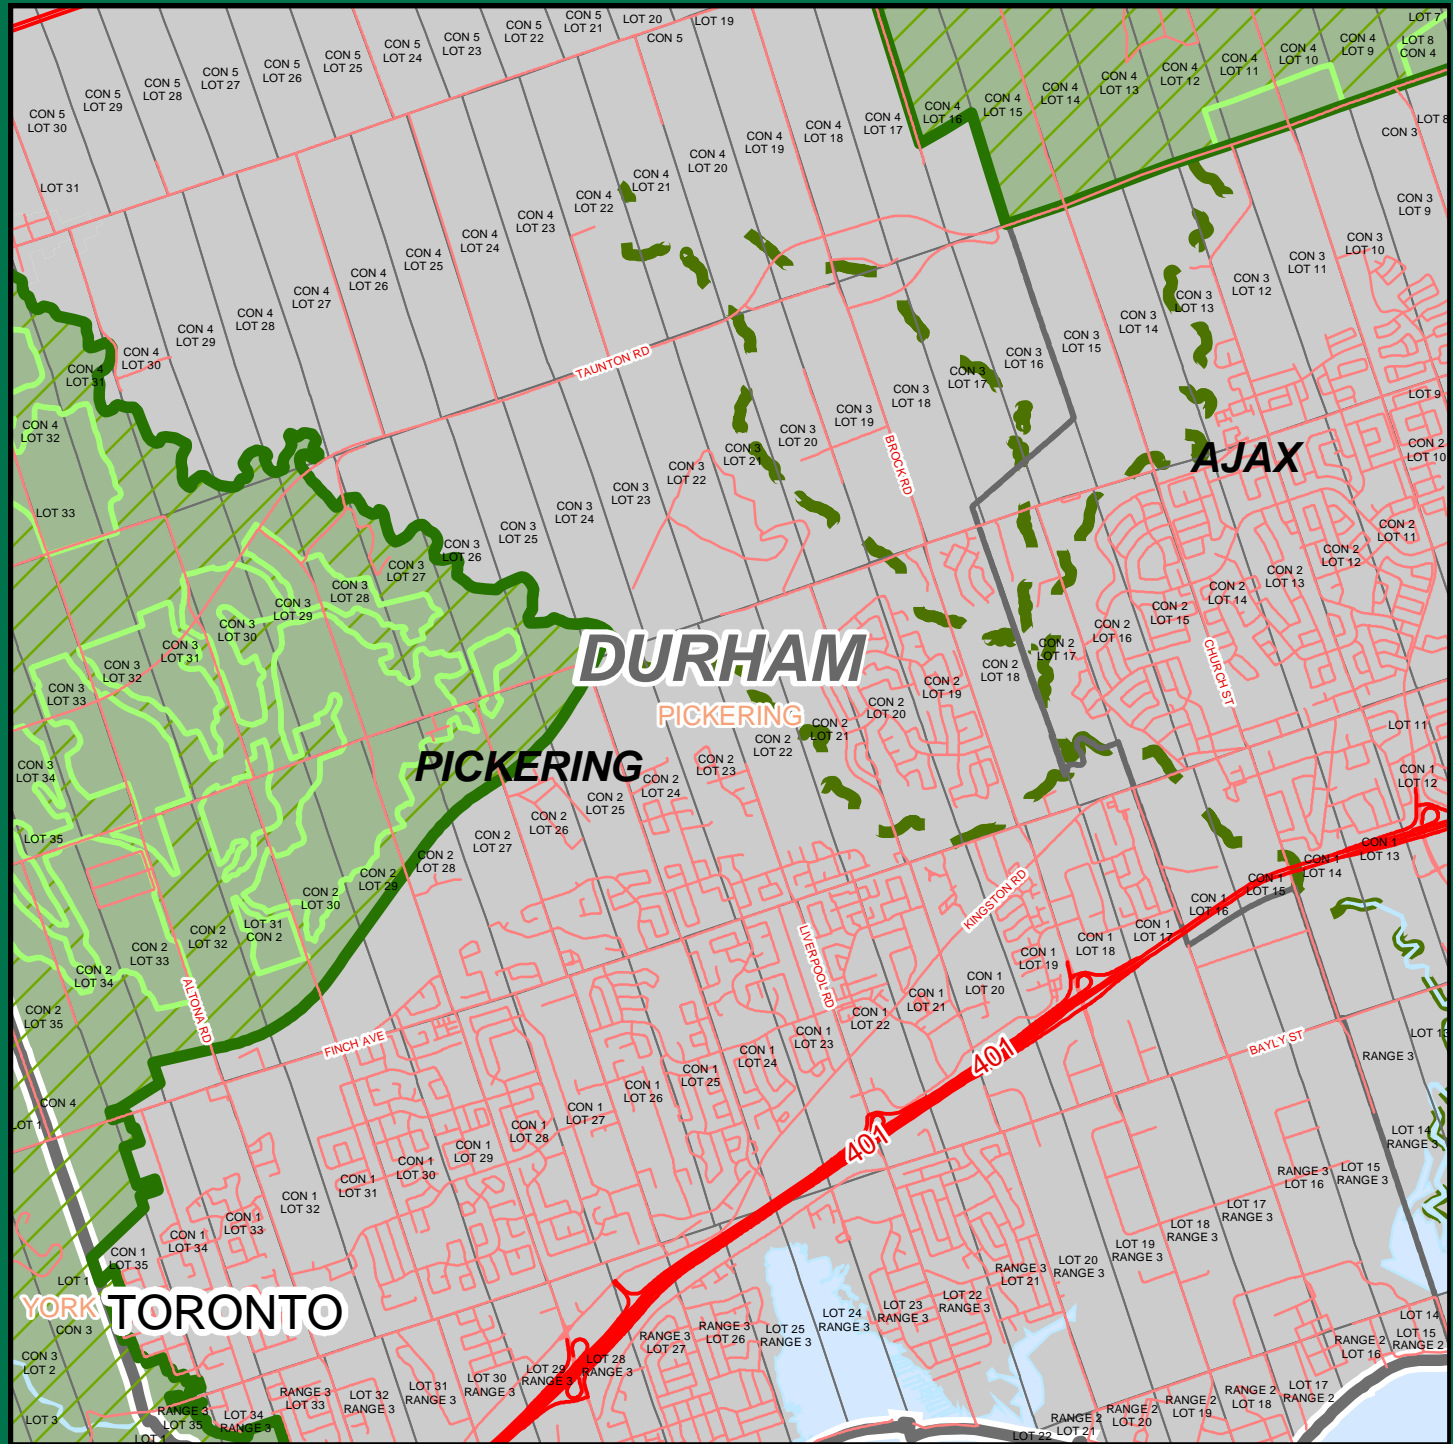 CON 5
LOT 30
CON 5
LOT 29
CON 5
LOT 28
CON 5
LOT 27
CON 5
LOT 26
CON 5
LOT 25
CON 5
LOT 24
CON 5
LOT 23
CON 5
LOT 22
CON 5
LOT 21
LOT 20
CON 5
LOT 19
LOT 7
LOT 8
CON 4
CON 4
LOT 9
CON 4
LOT 10
CON 4
LOT 11
CON 4
LOT 12
CON 4
LOT 13
CON 4
LOT 14
CON 4
LOT 15
CON 4
LOT 16
CON 4
LOT 17
CON 4
LOT 18
CON 4
LOT 19
CON 4
LOT 20
CON 4
LOT 21
CON 4
LOT 22
CON 4
LOT 23
CON 4
LOT 24
CON 4
LOT 25
CON 4
LOT 26
CON 4
LOT 27
CON 4
LOT 28
CON 4
LOT 29
CON 4
LOT 30
CON 4
LOT 31
CON 4
LOT 32
LOT 31
LOT 33
LOT 8
CON 3
CON 3
LOT 9
CON 3
LOT 10
CON 3
LOT 11
CON 3
LOT 12
CON 3
LOT 13
CON 3
LOT 14
CON 3
LOT 15
CON 3
LOT 16
CON 3
LOT 17
CON 3
LOT 18
CON 3
LOT 19
CON 3
LOT 20
CON 3
LOT 21
CON 3
LOT 22
CON 3
LOT 23
CON 3
LOT 24
CON 3
LOT 25
CON 3
LOT 26
CON 3
LOT 27
CON 3
LOT 28
CON 3
LOT 29
CON 3
LOT 30
CON 3
LOT 31
CON 3
LOT 32
CON 3
LOT 33
CON 3
LOT 34
LOT 35
TAUNTON RD
BROCK RD
AJAX
LOT 9
CON 2
LOT 10
CON 2
LOT 11
CON 2
LOT 12
CON 2
LOT 13
CON 2
LOT 14
CON 2
LOT 15
CON 2
LOT 16
CON 2
LOT 17
CON 2
LOT 18
CON 2
LOT 19
CON 2
LOT 20
CON 2
LOT 21
CON 2
LOT 22
CON 2
LOT 23
CON 2
LOT 24
CON 2
LOT 25
CON 2
LOT 26
CON 2
LOT 27
CON 2
LOT 28
CON 2
LOT 29
CON 2
LOT 30
LOT 31
CON 2
CON 2
LOT 32
CON 2
LOT 33
CON 2
LOT 34
CON 2
LOT 35
DURHAM
PICKERING
PICKERING
CHURCH ST
LOT 11
CON 1
LOT 12
CON 1
LOT 13
CON 1
LOT 14
CON 1
LOT 15
CON 1
LOT 16
CON 1
LOT 17
CON 1
LOT 18
CON 1
LOT 19
CON 1
LOT 20
CON 1
LOT 21
CON 1
LOT 22
CON 1
LOT 23
CON 1
LOT 24
CON 1
LOT 25
CON 1
LOT 26
CON 1
LOT 27
CON 1
LOT 28
CON 1
LOT 29
CON 1
LOT 30
CON 1
LOT 31
CON 1
LOT 32
CON 1
LOT 33
CON 1
LOT 34
CON 1
LOT 35
KINGSTON RD
LIVERPOOL RD
ALTONA RD
FINCH AVE
BAYLY ST
401
401
CON 4
LOT 1
LOT 1
CON 3
CON 3
LOT 2
LOT 3
LOT 1
YORK
TORONTO
LOT 13
RANGE 3
LOT 14
RANGE 3
LOT 15
RANGE 3
RANGE 3
LOT 16
LOT 17
RANGE 3
LOT 18
RANGE 3
LOT 19
RANGE 3
LOT 20
RANGE 3
RANGE 3
LOT 21
LOT 22
RANGE 3
LOT 23
RANGE 3
LOT 24
RANGE 3
LOT 25
RANGE 3
RANGE 3
LOT 26
RANGE 3
LOT 27
LOT 28
RANGE 3
LOT 29
RANGE 3
LOT 30
RANGE 3
LOT 31
RANGE 3
LOT 32
RANGE 3
RANGE 3
LOT 33
LOT 34
RANGE 3
RANGE 3
LOT 35
LOT 14
LOT 15
RANGE 2
RANGE 2
LOT 16
LOT 17
RANGE 2
RANGE 2
LOT 18
RANGE 2
LOT 19
RANGE 2
LOT 20
RANGE 2
LOT 21
LOT 22